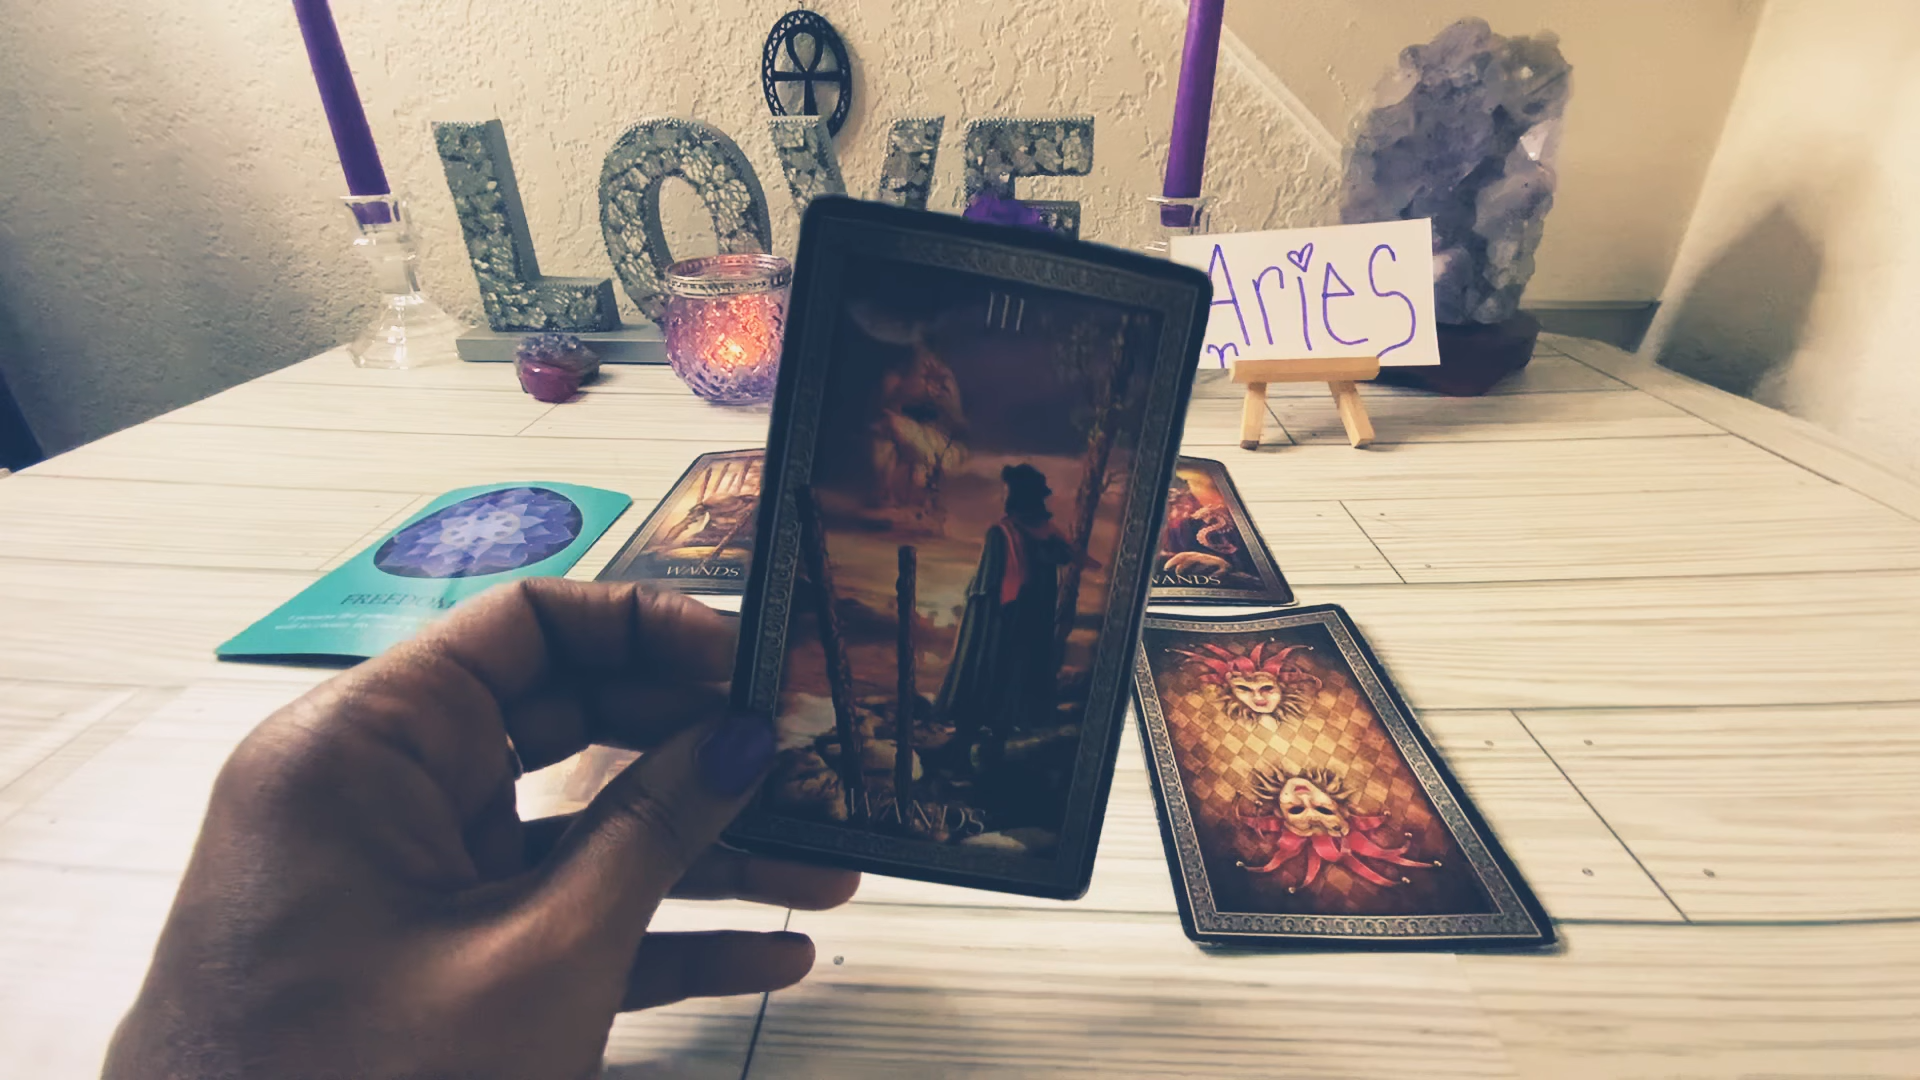 LOVE
Aries
III
WANDS
WANDS
WANDS
FREEDOM